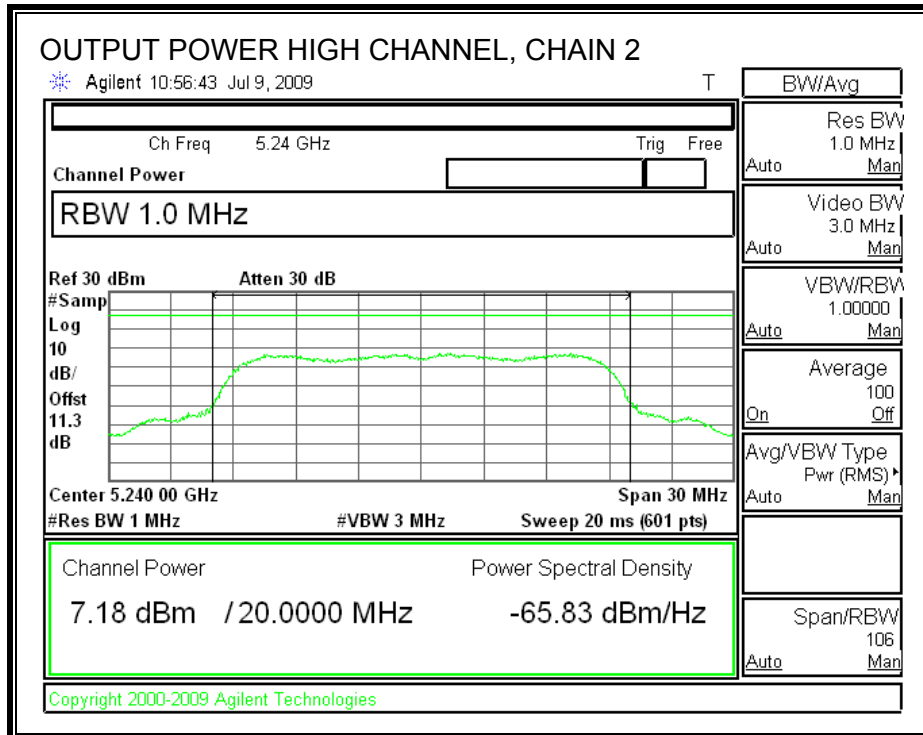 OUTPUT POWER HIGH CHANNEL, CHAIN 2
Agilent 10:56:43 Jul 9, 2009 T
BW/Avg
Ch Freq 5.24 GHz Trig Free
Channel Power
RBW 1.0 MHz
Ref 30 dBm Atten 30 dB
#Samp
Log
10
dB/
Offst
11.3
dB
Center 5.240 00 GHz Span 30 MHz
#Res BW 1 MHz #VBW 3 MHz Sweep 20 ms (601 pts)
Channel Power Power Spectral Density
7.18 dBm / 20.0000 MHz -65.83 dBm/Hz
Copyright 2000-2009 Agilent Technologies
Res BW
1.0 MHz
Auto Man
Video BW
3.0 MHz
Auto Man
VBW/RBW
1.00000
Auto Man
Average
100
On Off
Avg/VBW Type
Pwr (RMS)
Auto Man
Span/RBW
106
Auto Man